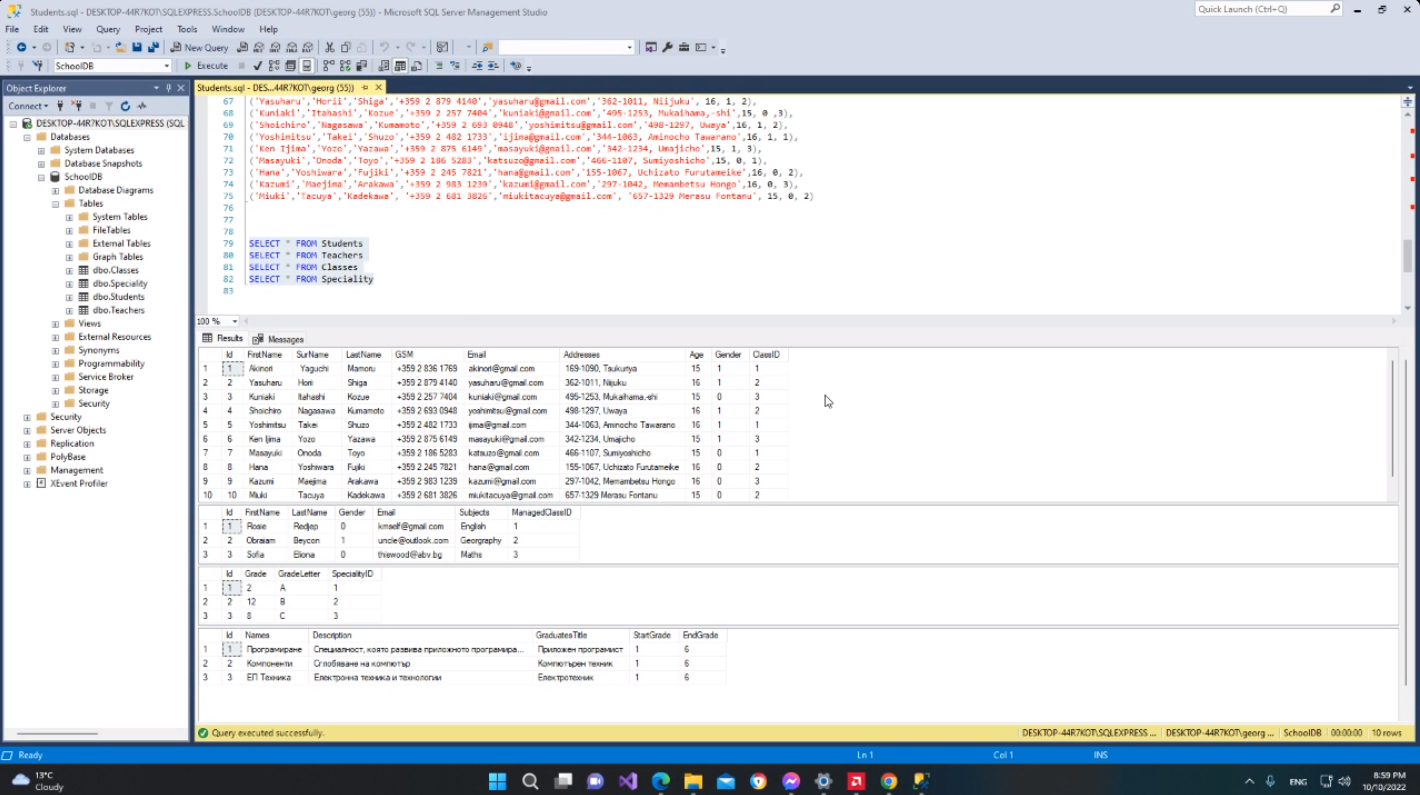 Students.sql - DESKTOP-44R7KOT\SQLEXPRESS.SchoolDB (DESKTOP-44R7KOT\georg (55)) - Microsoft SQL Server Management Studio
Quick Launch (Ctrl+Q)
File Edit View Query Project Tools Window Help
New Query
SchoolDB Execute
Object Explorer
Students.sql - DES...44R7KOT\georg (55))
Connect
DESKTOP-44R7KOT\SQLEXPRESS (SQL
Databases
System Databases
Database Snapshots
SchoolDB
Database Diagrams
Tables
System Tables
FileTables
External Tables
Graph Tables
dbo.Classes
dbo.Speciality
dbo.Students
dbo.Teachers
Views
External Resources
Synonyms
Programmability
Service Broker
Storage
Security
Security
Server Objects
Replication
PolyBase
Management
XEvent Profiler
67 ('Yasuharu','Horii','Shiga','+359 2 879 4140','yasuharu@gmail.com','362-1011, Niijuku', 16, 1, 2),
68 ('Kuniaki','Itahashi','Kozue','+359 2 257 7404','kuniaki@gmail.com','495-1253, Mukaihama,-shi',15, 0 ,3),
69 ('Shoichiro','Nagasawa','Kumamoto','+359 2 693 0948','yoshimitsu@gmail.com','498-1297, Uwaya',16, 1, 2),
70 ('Yoshimitsu','Takei','Shuzo','+359 2 482 1733','ijima@gmail.com','344-1063, Aminocho Tawarano',16, 1, 1),
71 ('Ken Ijima','Yozo','Yazawa','+359 2 875 6149','masayuki@gmail.com','342-1234, Umajicho',15, 1, 3),
72 ('Masayuki','Onoda','Toyo','+359 2 186 5283','katsuzo@gmail.com','466-1107, Sumiyoshicho',15, 0, 1),
73 ('Hana','Yoshiwara','Fujiki','+359 2 245 7821','hana@gmail.com','155-1067, Uchizato Furutameike',16, 0, 2),
74 ('Kazumi','Maejima','Arakawa','+359 2 983 1239','kazumi@gmail.com','297-1042, Memambetsu Hongo',16, 0, 3),
75 ('Miuki','Tacuya','Kadekawa', '+359 2 681 3826','miukitacuya@gmail.com', '657-1329 Merasu Fontanu', 15, 0, 2)
76
77
78
79 SELECT * FROM Students
80 SELECT * FROM Teachers
81 SELECT * FROM Classes
82 SELECT * FROM Speciality
83
100 %
Results Messages
Id FirstName SurName LastName GSM Email Addresses Age Gender ClassID
1 1 Akinori Yaguchi Mamoru +359 2 836 1769 akinori@gmail.com 169-1090, Tsukuriya 15 1 1
2 2 Yasuharu Horii Shiga +359 2 879 4140 yasuharu@gmail.com 362-1011, Niijuku 16 1 2
3 3 Kuniaki Itahashi Kozue +359 2 257 7404 kuniaki@gmail.com 495-1253, Mukaihama,-shi 15 0 3
4 4 Shoichiro Nagasawa Kumamoto +359 2 693 0948 yoshimitsu@gmail.com 498-1297, Uwaya 16 1 2
5 5 Yoshimitsu Takei Shuzo +359 2 482 1733 ijima@gmail.com 344-1063, Aminocho Tawarano 16 1 1
6 6 Ken Ijima Yozo Yazawa +359 2 875 6149 masayuki@gmail.com 342-1234, Umajicho 15 1 3
7 7 Masayuki Onoda Toyo +359 2 186 5283 katsuzo@gmail.com 466-1107, Sumiyoshicho 15 0 1
8 8 Hana Yoshiwara Fujiki +359 2 245 7821 hana@gmail.com 155-1067, Uchizato Furutameike 16 0 2
9 9 Kazumi Maejima Arakawa +359 2 983 1239 kazumi@gmail.com 297-1042, Memambetsu Hongo 16 0 3
10 10 Miuki Tacuya Kadekawa +359 2 681 3826 miukitacuya@gmail.com 657-1329 Merasu Fontanu 15 0 2
Id FirstName LastName Gender Email Subjects ManagedClassID
1 1 Rosie Redjep 0 kmself@gmail.com English 1
2 2 Obraiam Beycon 1 uncle@outlook.com Georgraphy 2
3 3 Sofia Eliona 0 thiswood@abv.bg Maths 3
Id Grade GradeLetter SpecialityID
1 1 2 A 1
2 2 12 B 2
3 3 8 C 3
Id Names Description GraduatesTitle StartGrade EndGrade
1 1 Програмиране Специалност, която развива приложното програмира... Приложен програмист 1 6
2 2 Компоненти Сглобяване на компютър Компютърен техник 1 6
3 3 ЕП Техника Електронна техника и технологии Електротехник 1 6
Query executed successfully. DESKTOP-44R7KOT\SQLEXPRESS ... DESKTOP-44R7KOT\georg ... SchoolDB 00:00:00 10 rows
Ready Ln 1 Col 1 INS
13°C
Cloudy
ENG
8:59 PM
10/10/2022